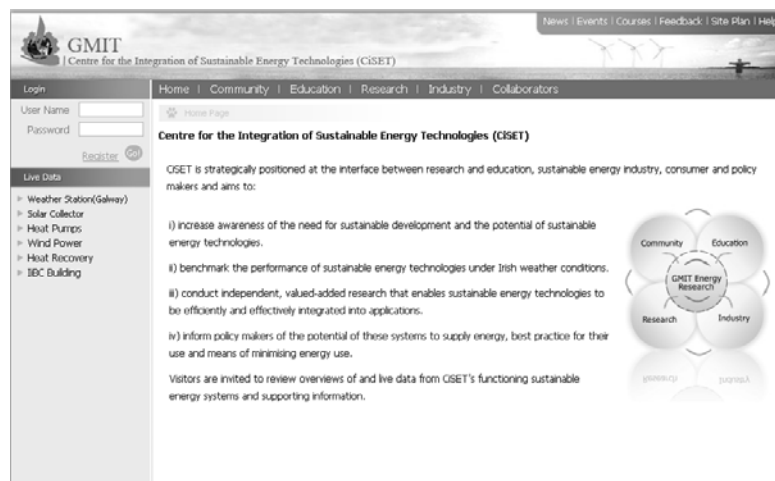 News | Events | Courses | Feedback | Site Plan | Help
GMIT
Centre for the Integration of Sustainable Energy Technologies (CiSET)
Login
Home | Community | Education | Research | Industry | Collaborators
User Name
Password
Register Go!
Home Page
Live Data
Weather Station(Galway)
Solar Collector
Heat Pumps
Wind Power
Heat Recovery
IiBC Building
Centre for the Integration of Sustainable Energy Technologies (CiSET)
CiSET is strategically positioned at the interface between research and education, sustainable energy industry, consumer and policy
makers and aims to:
i) increase awareness of the need for sustainable development and the potential of sustainable
energy technologies.
ii) benchmark the performance of sustainable energy technologies under Irish weather conditions.
iii) conduct independent, valued-added research that enables sustainable energy technologies to
be efficiently and effectively integrated into applications.
iv) inform policy makers of the potential of these systems to supply energy, best practice for their
use and means of minimising energy use.
Visitors are invited to review overviews of and live data from CiSET's functioning sustainable
energy systems and supporting information.
Community Education
GMIT Energy
Research
Research Industry
Research Industry